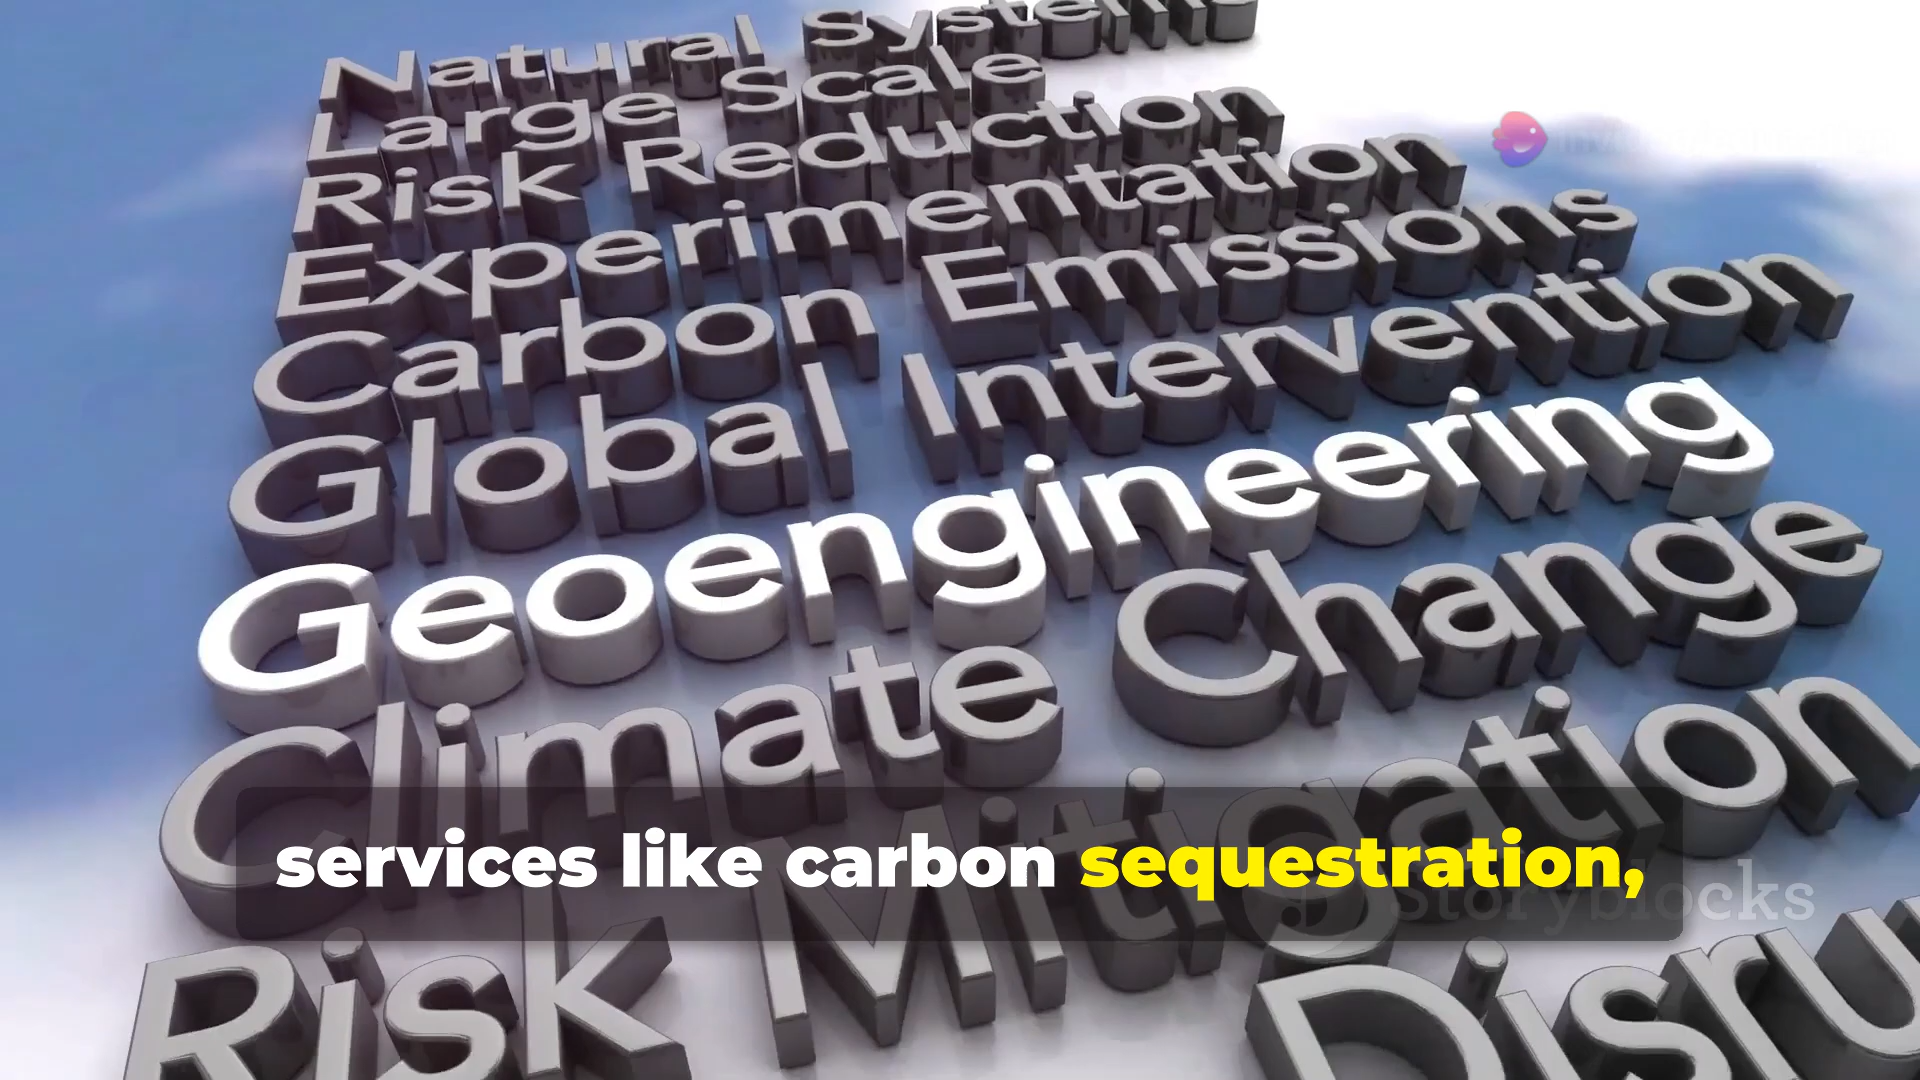 Natural Systems
Large Scale
Risk Reduction
Experimentation
Carbon Emissions
Global Intervention
Geoengineering
Climate Change
Risk Mitigation
services like carbon sequestration,
Storyblocks